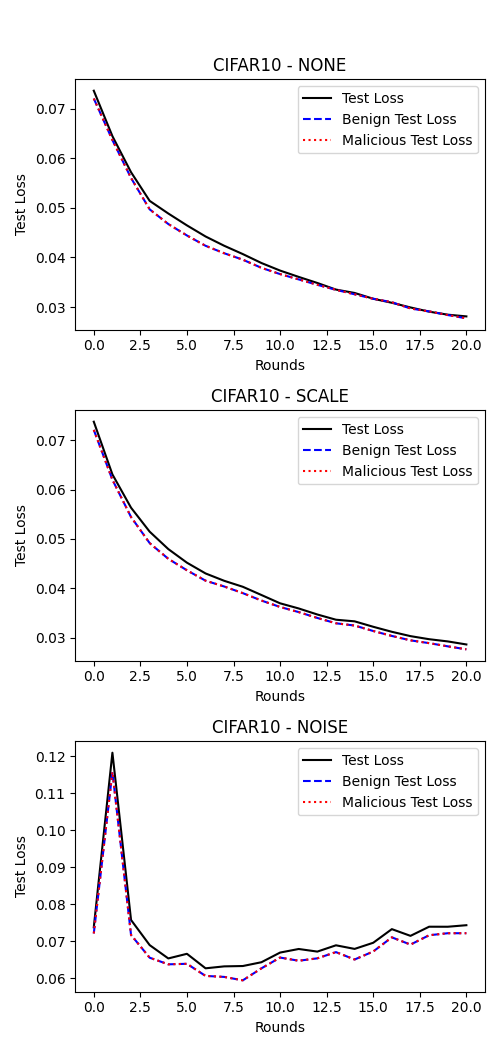 CIFAR10 - NONE
Test Loss
0.07
0.06
0.05
0.04
0.03
Test Loss
Benign Test Loss
Malicious Test Loss
0.0 2.5 5.0 7.5 10.0 12.5 15.0 17.5 20.0
Rounds
CIFAR10 - SCALE
Test Loss
0.07
0.06
0.05
0.04
0.03
Test Loss
Benign Test Loss
Malicious Test Loss
0.0 2.5 5.0 7.5 10.0 12.5 15.0 17.5 20.0
Rounds
CIFAR10 - NOISE
Test Loss
0.12
0.11
0.10
0.09
0.08
0.07
0.06
Test Loss
Benign Test Loss
Malicious Test Loss
0.0 2.5 5.0 7.5 10.0 12.5 15.0 17.5 20.0
Rounds